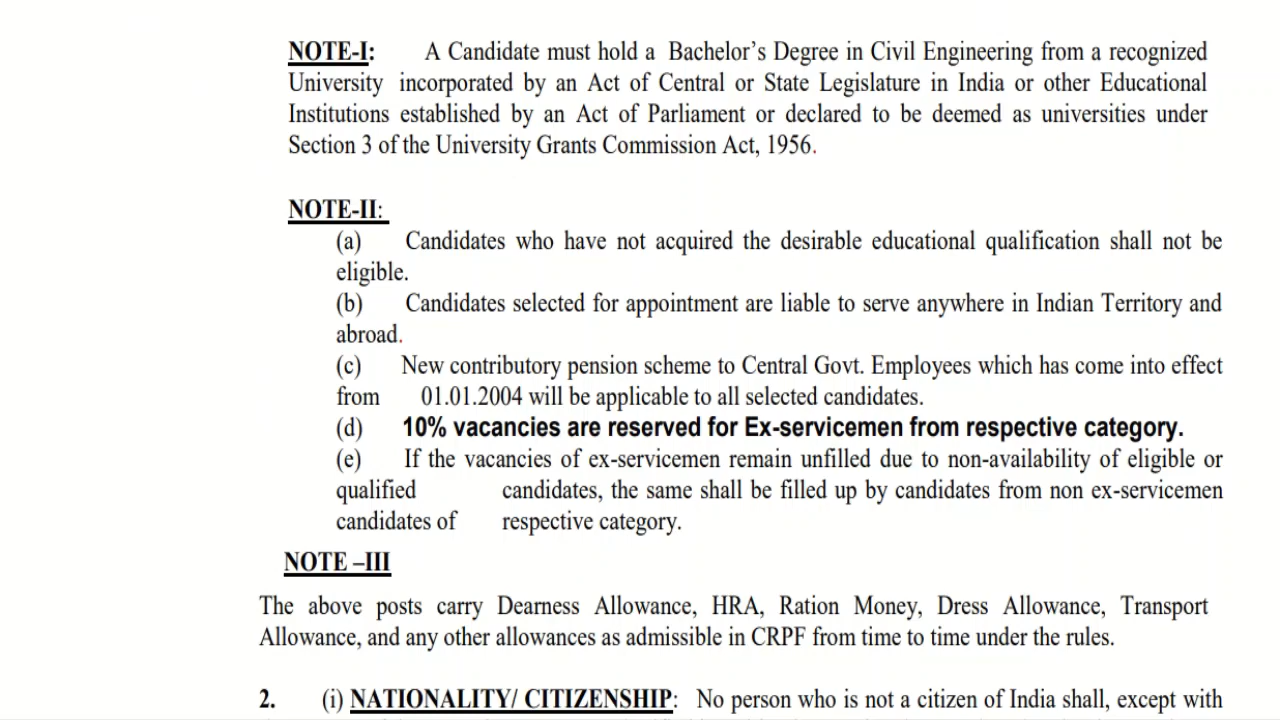 NOTE-I: A Candidate must hold a Bachelor's Degree in Civil Engineering from a recognized
University incorporated by an Act of Central or State Legislature in India or other Educational
Institutions established by an Act of Parliament or declared to be deemed as universities under
Section 3 of the University Grants Commission Act, 1956.
NOTE-II:
(a) Candidates who have not acquired the desirable educational qualification shall not be
eligible.
(b) Candidates selected for appointment are liable to serve anywhere in Indian Territory and
abroad.
(c) New contributory pension scheme to Central Govt. Employees which has come into effect
from 01.01.2004 will be applicable to all selected candidates.
(d) 10% vacancies are reserved for Ex-servicemen from respective category.
(e) If the vacancies of ex-servicemen remain unfilled due to non-availability of eligible or
qualified candidates, the same shall be filled up by candidates from non ex-servicemen
candidates of respective category.
NOTE –III
The above posts carry Dearness Allowance, HRA, Ration Money, Dress Allowance, Transport
Allowance, and any other allowances as admissible in CRPF from time to time under the rules.
2. (i) NATIONALITY/ CITIZENSHIP: No person who is not a citizen of India shall, except with